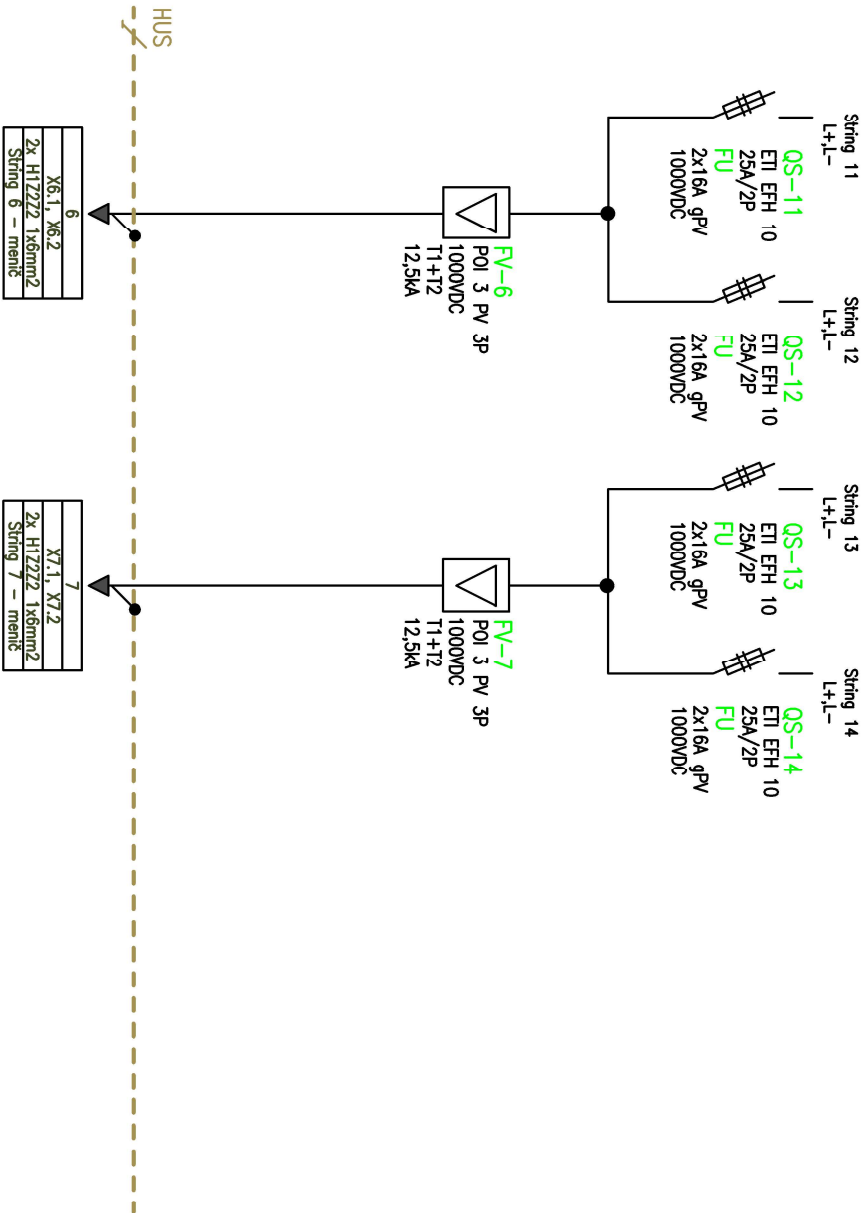 String 11
L+,L-
QS-11
ETI EFH 10
25A/2P
FU
2x16A gPV
1000VDC
String 12
L+,L-
QS-12
ETI EFH 10
25A/2P
FU
2x16A gPV
1000VDC
String 13
L+,L-
QS-13
ETI EFH 10
25A/2P
FU
2x16A gPV
1000VDC
String 14
L+,L-
QS-14
ETI EFH 10
25A/2P
FU
2x16A gPV
1000VDC
FV-6
POI 3 PV 3P
1000VDC
T1+T2
12,5kA
FV-7
POI 3 PV 3P
1000VDC
T1+T2
12,5kA
HUS
6
X6.1, X6.2
2x H1Z2Z2 1x6mm2
String 6 - menič
7
X7.1, X7.2
2x H1Z2Z2 1x6mm2
String 7 - menič